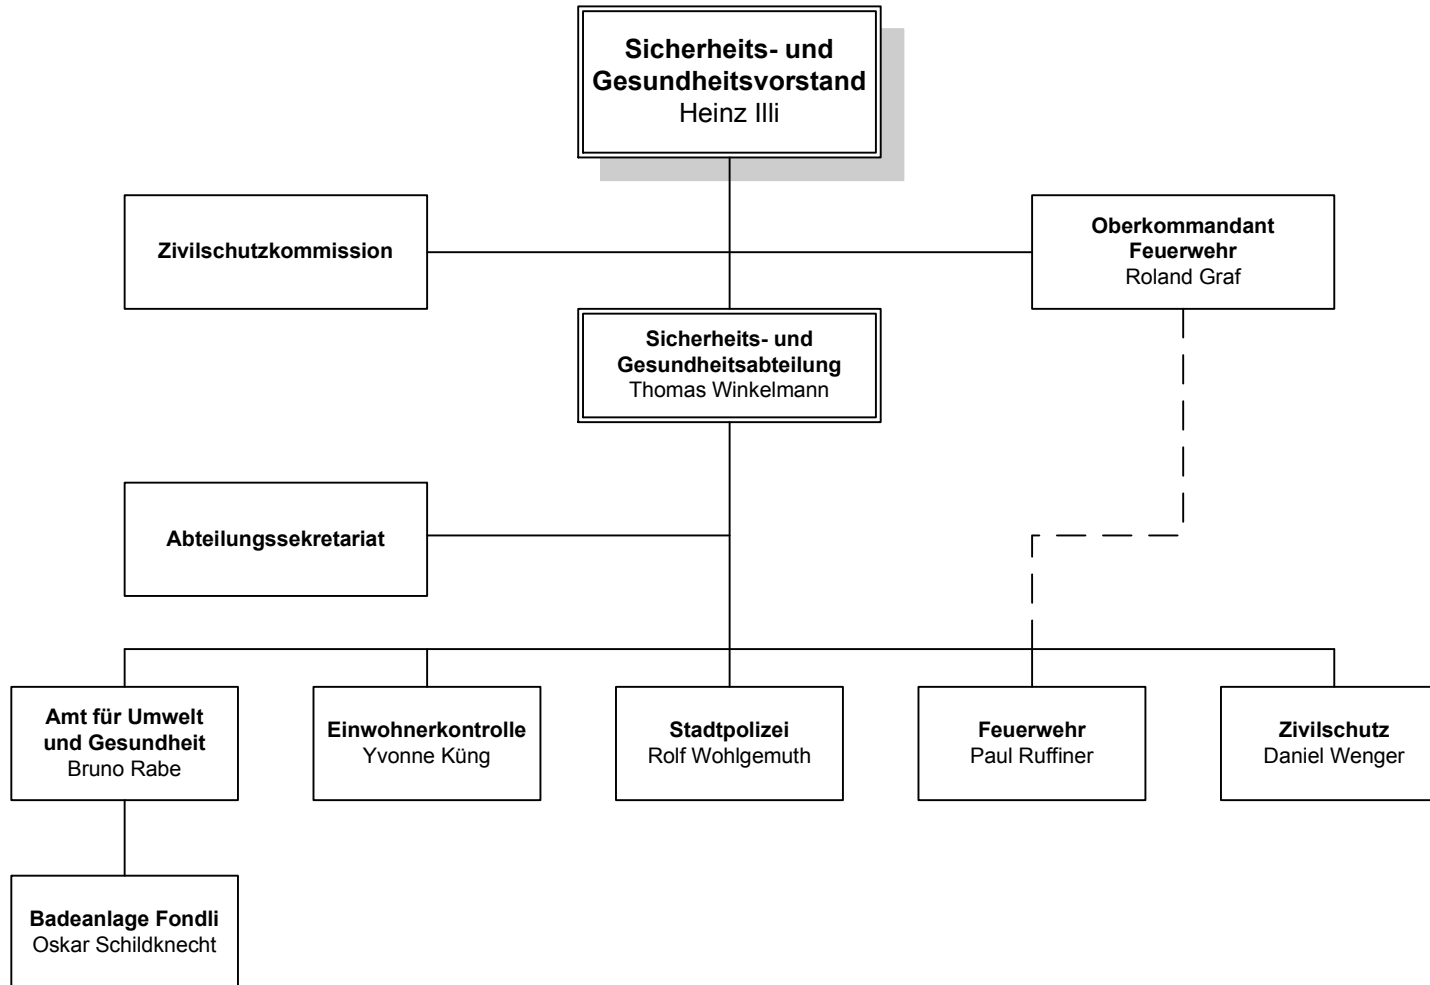 Sicherheits- und
Gesundheitsvorstand
Heinz Illi
Zivilschutzkommission
Oberkommandant
Feuerwehr
Roland Graf
Sicherheits- und
Gesundheitsabteilung
Thomas Winkelmann
Abteilungssekretariat
Amt für Umwelt
und Gesundheit
Bruno Rabe
Einwohnerkontrolle
Yvonne Küng
Stadtpolizei
Rolf Wohlgemuth
Feuerwehr
Paul Ruffiner
Zivilschutz
Daniel Wenger
Badeanlage Fondli
Oskar Schildknecht